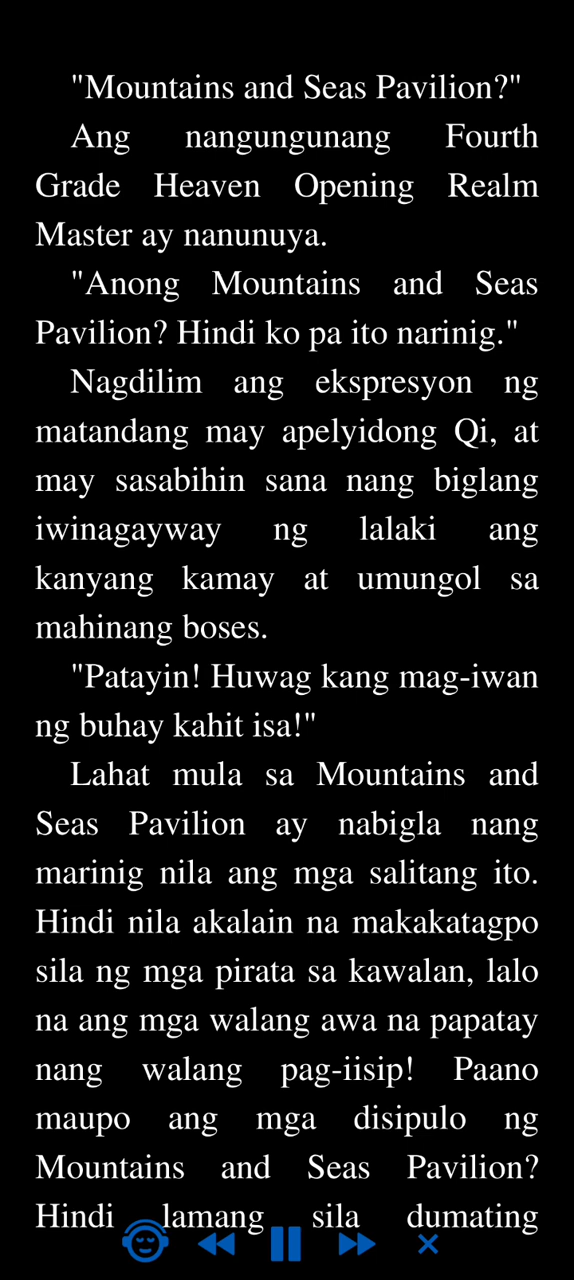 "Mountains and Seas Pavilion?"
Ang nangungunang Fourth
Grade Heaven Opening Realm
Master ay nanunuya.
"Anong Mountains and Seas
Pavilion? Hindi ko pa ito narinig."
Nagdilim ang ekspresyon ng
matandang may apelyidong Qi, at
may sasabihin sana nang biglang
iwinagayway ng lalaki ang
kanyang kamay at umungol sa
mahinang boses.
"Patayin! Huwag kang mag-iwan
ng buhay kahit isa!"
Lahat mula sa Mountains and
Seas Pavilion ay nabigla nang
marinig nila ang mga salitang ito.
Hindi nila akalain na makakatagpo
sila ng mga pirata sa kawalan, lalo
na ang mga walang awa na papatay
nang walang pag-iisip! Paano
maupo ang mga disipulo ng
Mountains and Seas Pavilion?
Hindi lamang sila dumating